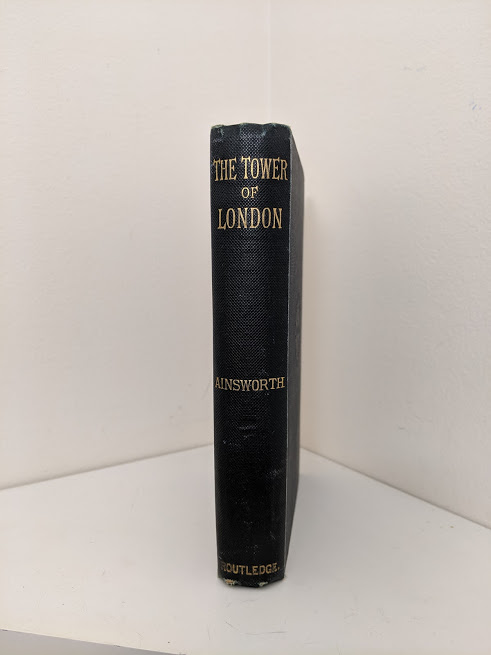 THE TOWER
OF
LONDON
AINSWORTH
ROUTLEDGE.